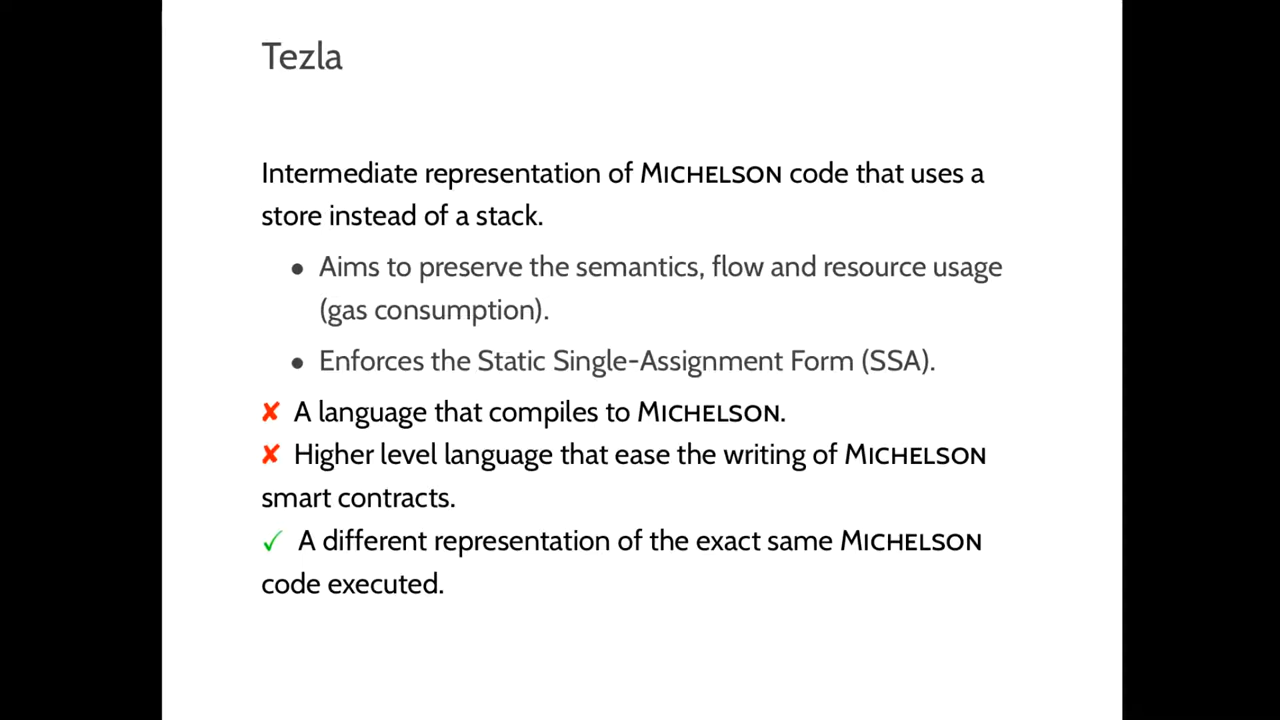 Tezla
Intermediate representation of MICHELSON code that uses a
store instead of a stack.
● Aims to preserve the semantics, flow and resource usage
(gas consumption).
● Enforces the Static Single-Assignment Form (SSA).
✘ A language that compiles to MICHELSON.
✘ Higher level language that ease the writing of MICHELSON
smart contracts.
✓ A different representation of the exact same MICHELSON
code executed.